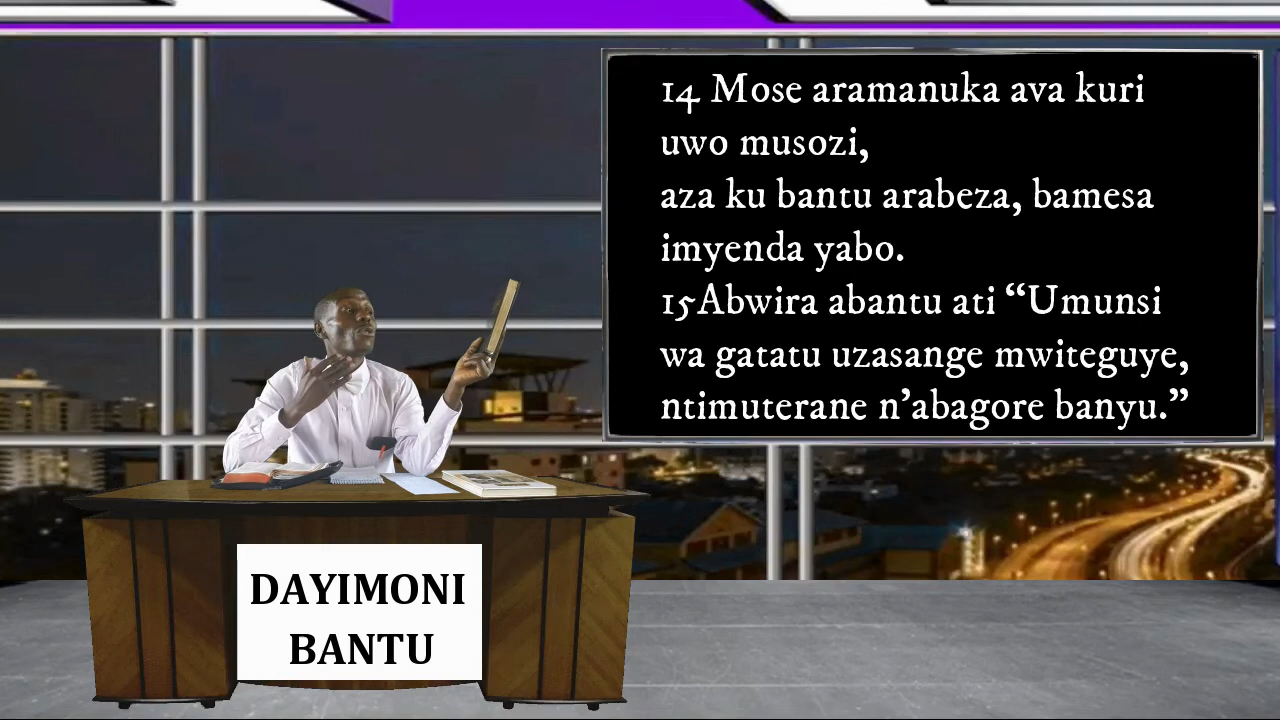 14 Mose aramanuka ava kuri
uwo musozi,
aza ku bantu arabeza, bamesa
imyenda yabo.
15Abwira abantu ati “Umunsi
wa gatatu uzasange mwiteguye,
ntimuterane n’abagore banyu.”
DAYIMONI
BANTU